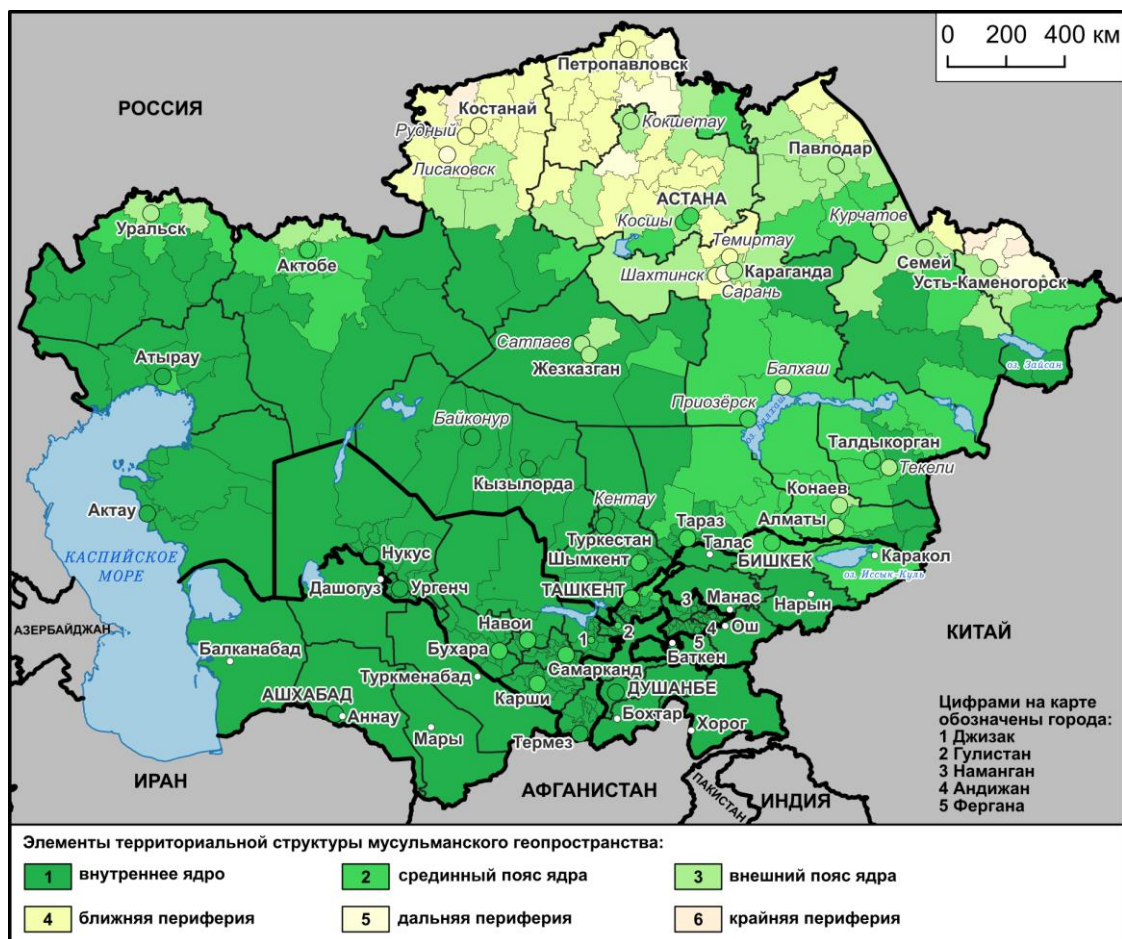 0 200 400 км
РОССИЯ
Петропавловск
Костанай
Рудный
Лисаковск
Кокшетау
Павлодар
АСТАНА
Косшы
Курчатов
Уральск
Актобе
Темиртау
Шахтинск
Караганда
Сарань
Семей
Усть-Каменогорск
Атырау
Сатпаев
Жезказган
Балхаш
оз. Зайсан
Приозёрск
оз. Балхаш
Байконур
Талдыкорган
Текели
Кызылорда
Кентау
Конаев
Актау
Алматы
Тараз
Туркестан
Талас
КАСПИЙСКОЕ
МОРЕ
Нукус
Шымкент
БИШКЕК
Каракол
оз. Иссык-Куль
Дашогуз
Ургенч
ТАШКЕНТ
3
Манас
Нарын
АЗЕРБАЙДЖАН
Навои
1
2
4
Ош
КИТАЙ
Балканабад
Бухара
5
Баткен
Туркменабад
Самарканд
АШХАБАД
Карши
ДУШАНБЕ
Аннау
Мары
Бохтар
Хорог
Термез
ИРАН
АФГАНИСТАН
ПАКИСТАН
ИНДИЯ
Цифрами на карте
обозначены города:
1 Джизак
2 Гулистан
3 Наманган
4 Андижан
5 Фергана
Элементы территориальной структуры мусульманского геопространства:
1 внутреннее ядро
2 срединный пояс ядра
3 внешний пояс ядра
4 ближняя периферия
5 дальняя периферия
6 крайняя периферия